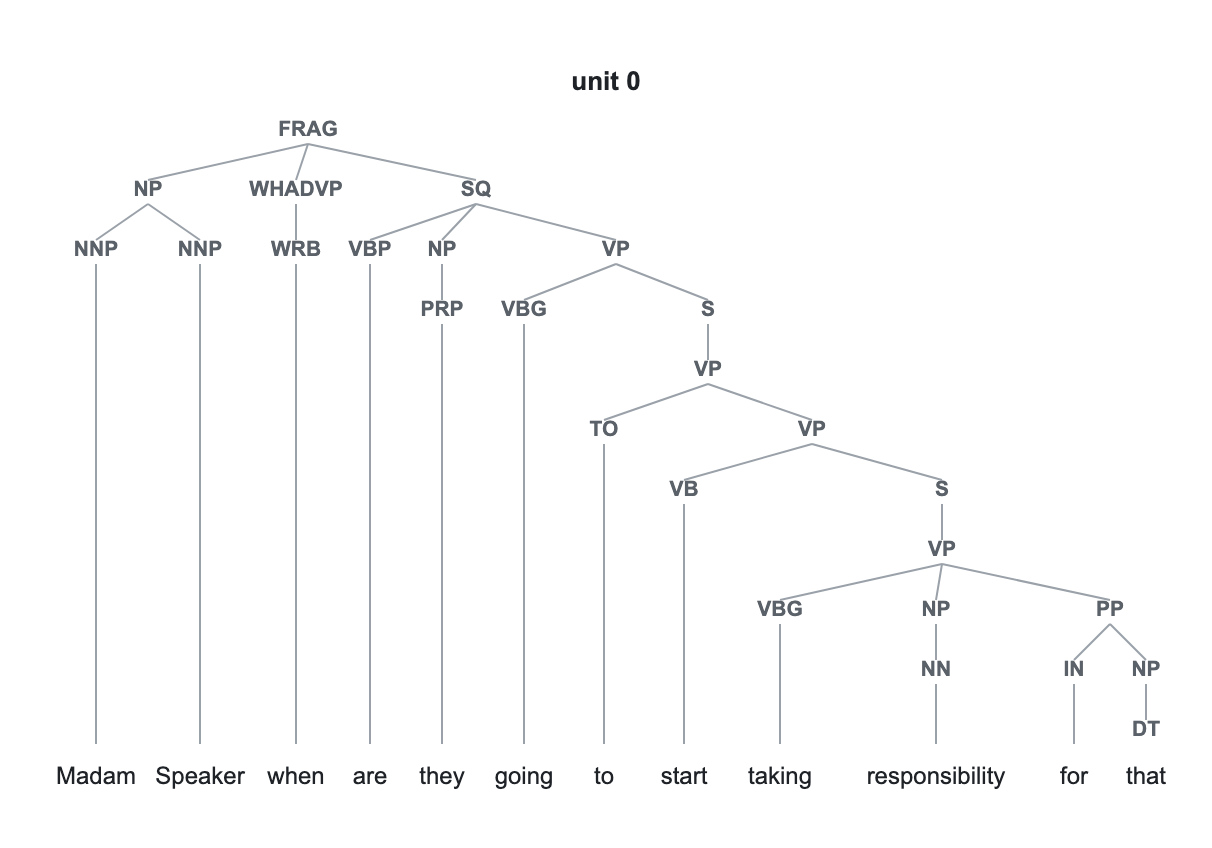 unit 0
FRAG
NP WHADVP SQ
NNP NNP WRB VBP NP VP
PRP VBG S
VP
TO VP
VB S
VP
VBG NP PP
NN IN NP
DT
Madam Speaker when are they going to start taking responsibility for that